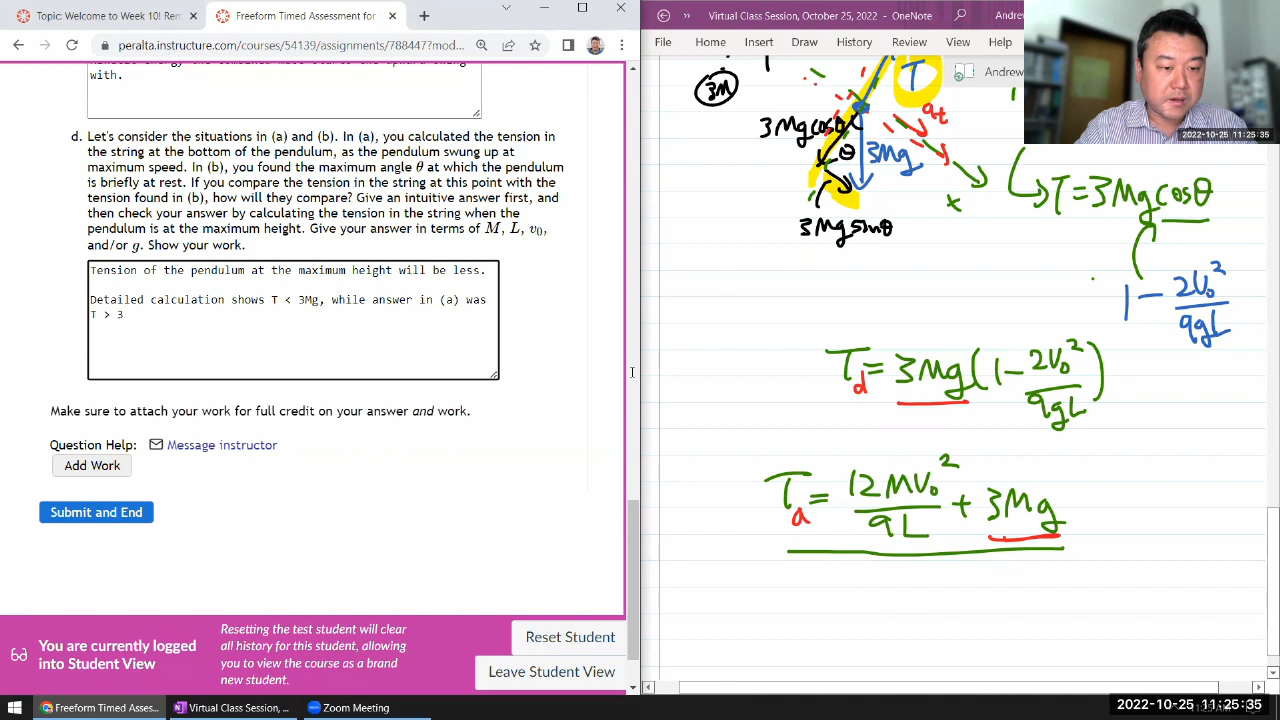 Topic: Welcome to Week 10! Rem
Freeform Timed Assessment for
Virtual Class Session, October 25, 2022 – OneNote
Andrew
peralta.instructure.com/courses/54139/assignments/788447?mod...
File Home Insert Draw History Review View Help
Andrew
with.
d. Let's consider the situations in (a) and (b). In (a), you calculated the tension in
the string at the bottom of the pendulum, as the pendulum swung up at
maximum speed. In (b), you found the maximum angle θ at which the pendulum
is briefly at rest. If you compare the tension in the string at this point with the
tension found in (b), how will they compare? Give an intuitive answer first, and
then check your answer by calculating the tension in the string when the
pendulum is at the maximum height. Give your answer in terms of M, L, v₀,
and/or g. Show your work.
Tension of the pendulum at the maximum height will be less.
Detailed calculation shows T < 3Mg, while answer in (a) was
T > 3
Make sure to attach your work for full credit on your answer and work.
Question Help: Message instructor
Add Work
Submit and End
You are currently logged
into Student View
Resetting the test student will clear
all history for this student, allowing
you to view the course as a brand
new student.
Reset Student
Leave Student View
3M
T
at
3Mgcosθ
θ
3Mg
x
3Mgsinθ
T=3Mgcosθ
1 - 2V₀²/9gL
Td = 3Mg(1 - 2V₀²/9gL)
Ta = 12MV₀²/9L + 3Mg
2022-10-25 11:25:35
Freeform Timed Asses...
Virtual Class Session, ...
Zoom Meeting
2022-10-25 11:25:35